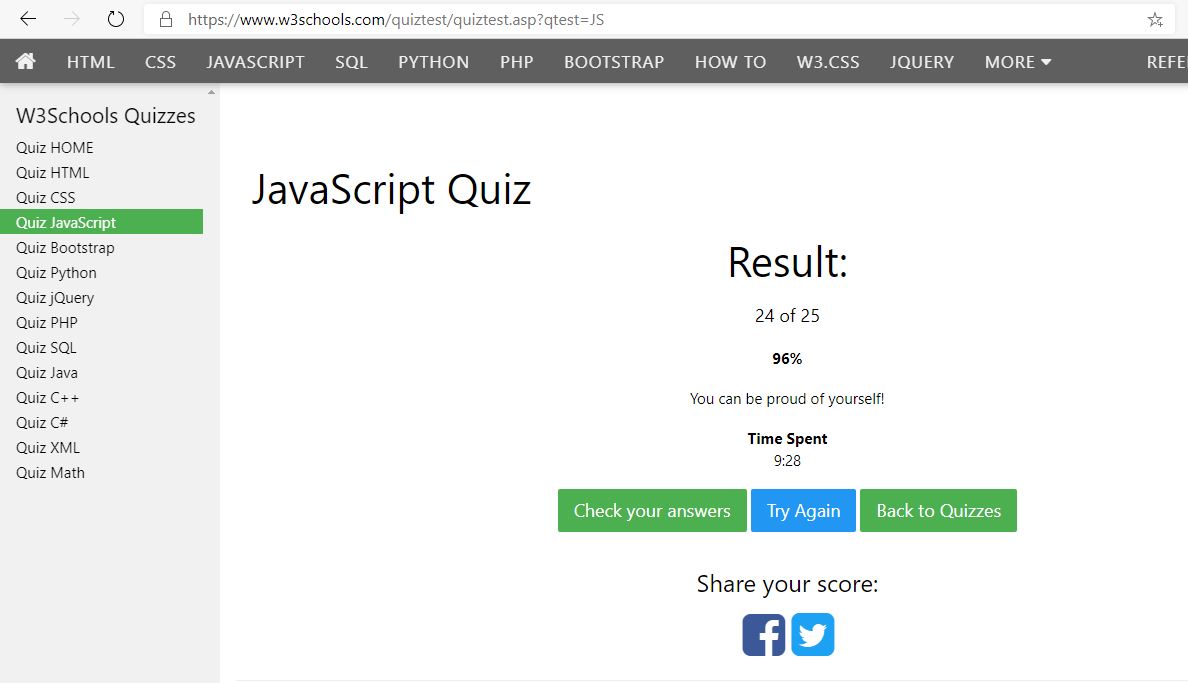 https://www.w3schools.com/quiztest/quiztest.asp?qtest=JS
HTML CSS JAVASCRIPT SQL PYTHON PHP BOOTSTRAP HOW TO W3.CSS JQUERY MORE REFE
W3Schools Quizzes
Quiz HOME
Quiz HTML
Quiz CSS
Quiz JavaScript
Quiz Bootstrap
Quiz Python
Quiz jQuery
Quiz PHP
Quiz SQL
Quiz Java
Quiz C++
Quiz C#
Quiz XML
Quiz Math
JavaScript Quiz
Result:
24 of 25
96%
You can be proud of yourself!
Time Spent
9:28
Check your answers Try Again Back to Quizzes
Share your score: